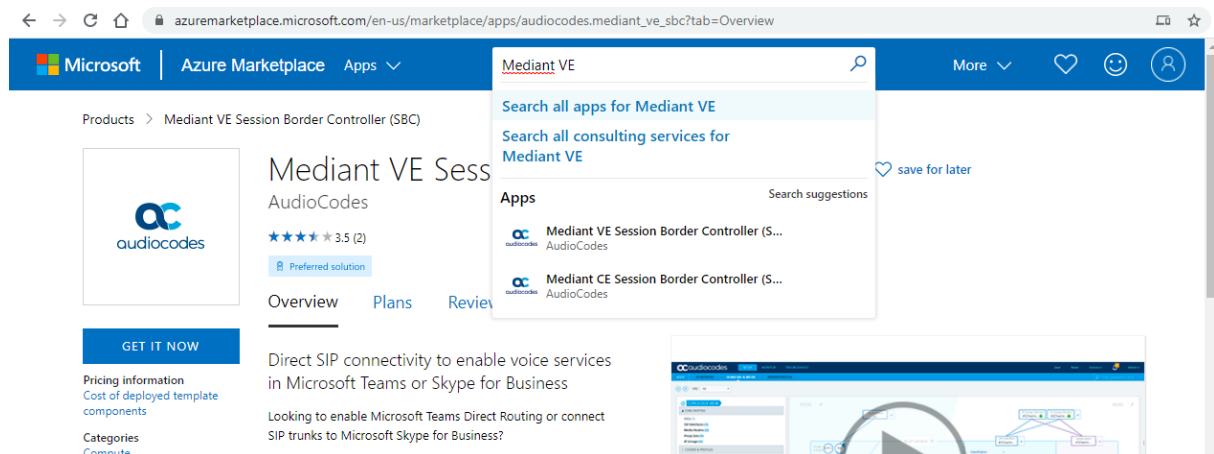 azuremarketplace.microsoft.com/en-us/marketplace/apps/audiocodes.mediant_ve_sbc?tab=Overview
Microsoft Azure Marketplace Apps Mediant VE More
Search all apps for Mediant VE
Search all consulting services for
Mediant VE
Products > Mediant VE Session Border Controller (SBC)
audiocodes
Mediant VE Sess
AudioCodes
3.5 (2)
Preferred solution
save for later
Apps Search suggestions
audiocodes
Mediant VE Session Border Controller (S...
AudioCodes
audiocodes
Mediant CE Session Border Controller (S...
AudioCodes
Overview Plans Review
GET IT NOW
Pricing information
Cost of deployed template
components
Categories
Compute
Direct SIP connectivity to enable voice services
in Microsoft Teams or Skype for Business
Looking to enable Microsoft Teams Direct Routing or connect
SIP trunks to Microsoft Skype for Business?
audiocodes